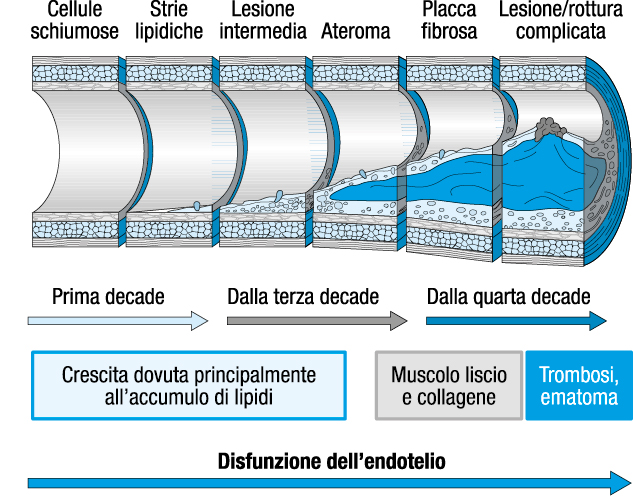 Cellule
schiumose
Strie
lipidiche
Lesione
intermedia
Ateroma
Placca
fibrosa
Lesione/rottura
complicata
Prima decade
Dalla terza decade
Dalla quarta decade
Crescita dovuta principalmente
all'accumulo di lipidi
Muscolo liscio
e collagene
Trombosi,
ematoma
Disfunzione dell'endotelio